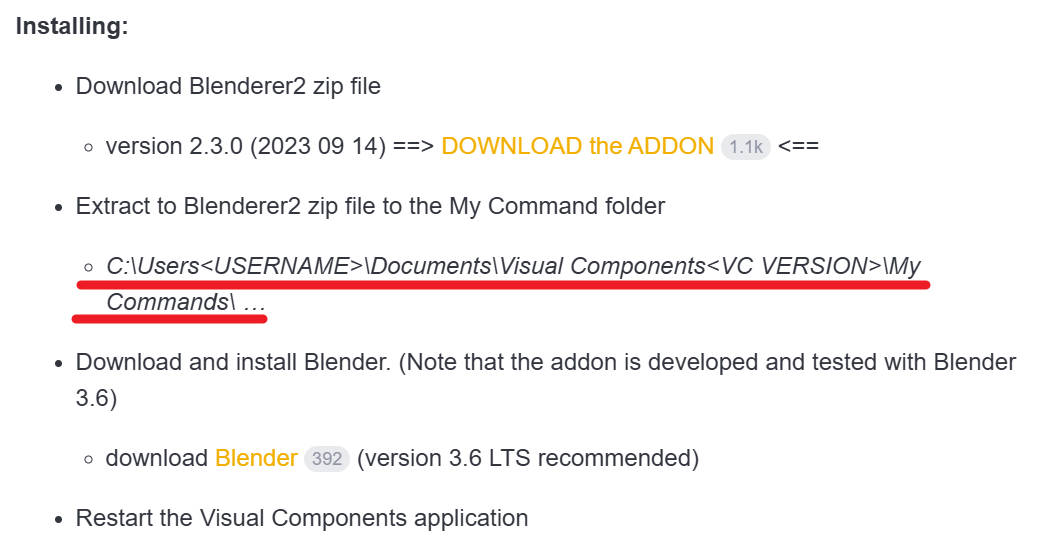 Installing:
Download Blenderer2 zip file
version 2.3.0 (2023 09 14) ==> DOWNLOAD the ADDON 1.1k <==
Extract to Blenderer2 zip file to the My Command folder
C:\Users<USERNAME>\Documents\Visual Components<VC VERSION>\My
Commands\ …
Download and install Blender. (Note that the addon is developed and tested with Blender
3.6)
download Blender 392 (version 3.6 LTS recommended)
Restart the Visual Components application